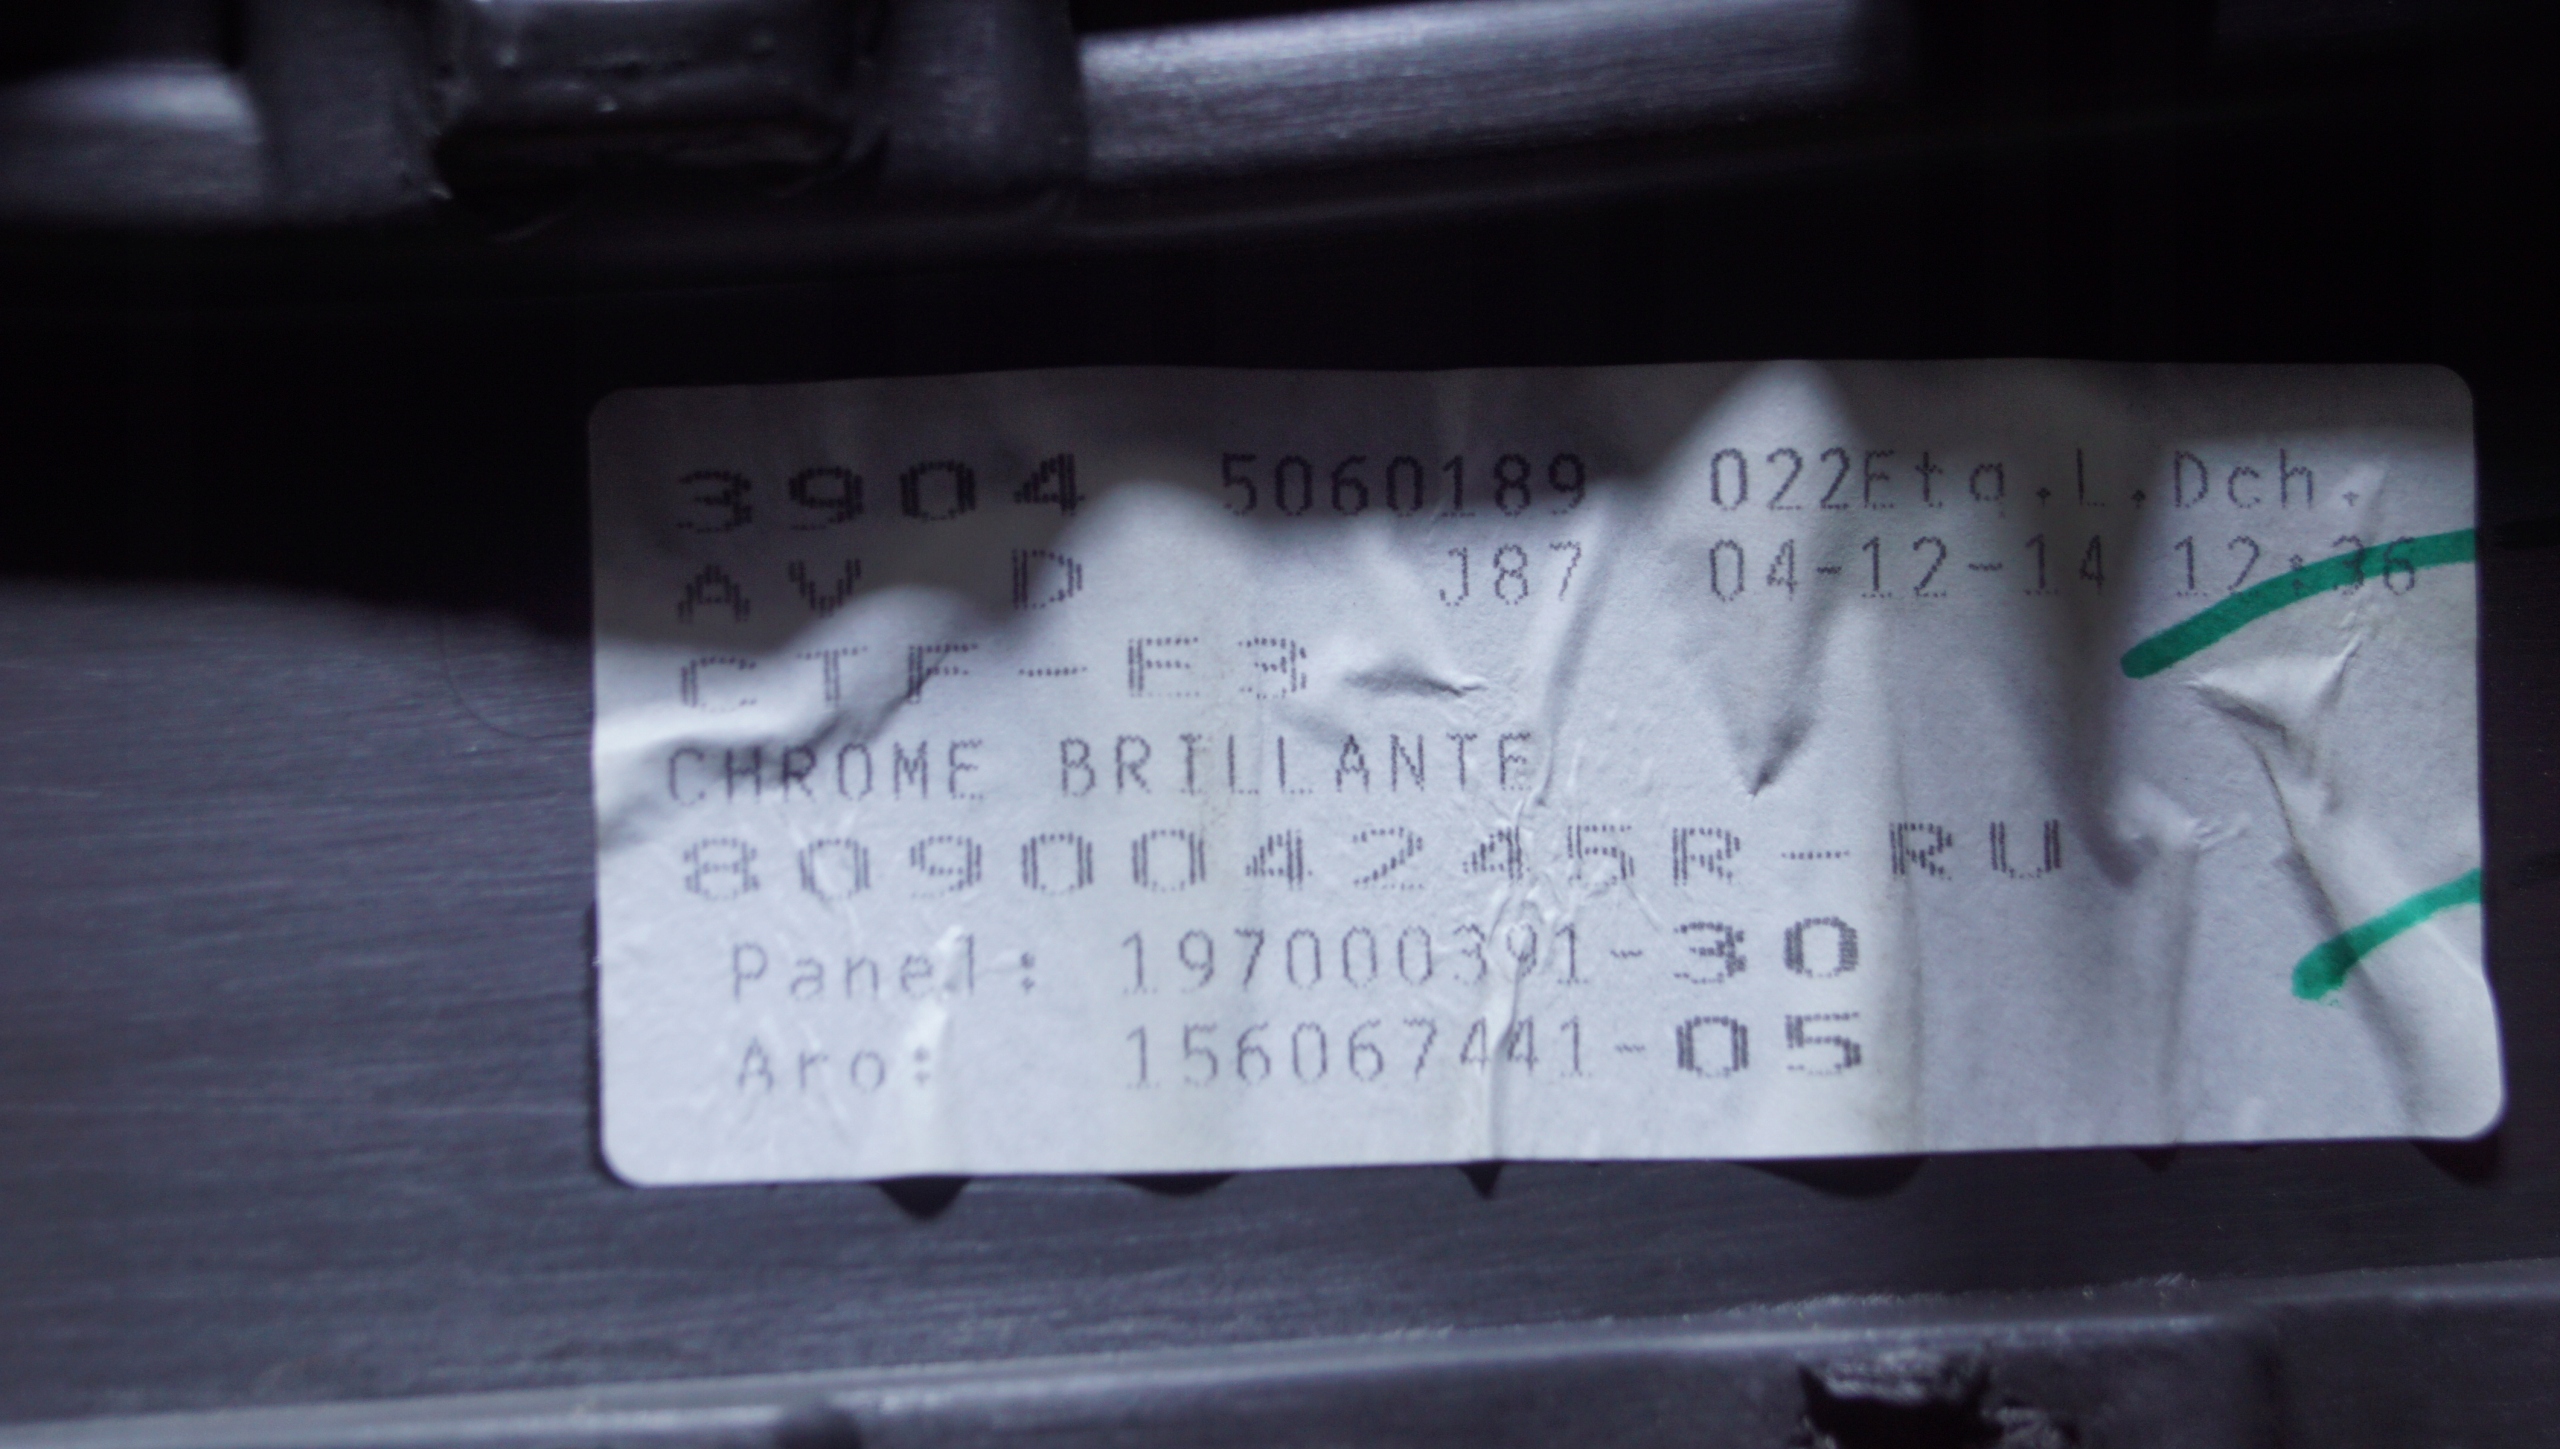 3904 5060189 022Etq.L.Dch.
AV D J87 04-12-14 12:36
CTF-E3
CHROME BRILLANTE
809004245R-RU
Panel: 197000391-30
Aro: 156067441-05